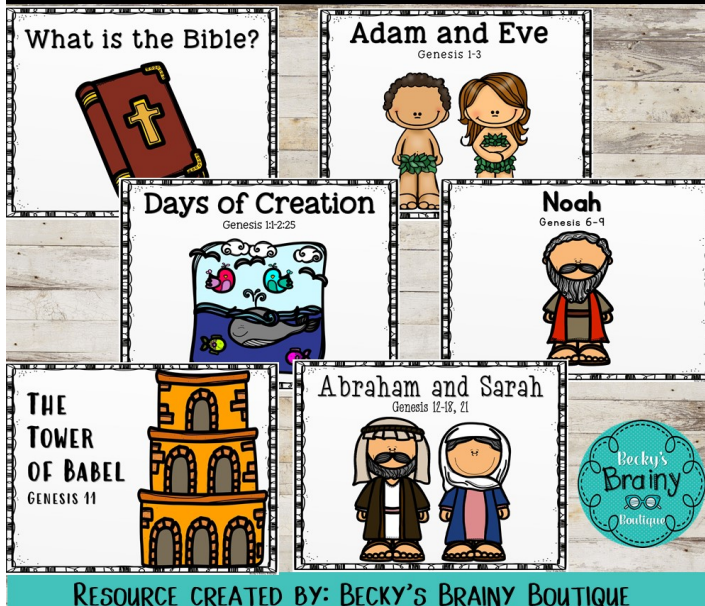 What is the Bible?
Adam and Eve
Genesis 1-3
Days of Creation
Genesis 1:1-2:25
Noah
Genesis 6-9
THE
TOWER
OF BABEL
GENESIS 11
Abraham and Sarah
Genesis 12-18, 21
Becky's
Brainy
Boutique
RESOURCE CREATED BY: BECKY'S BRAINY BOUTIQUE